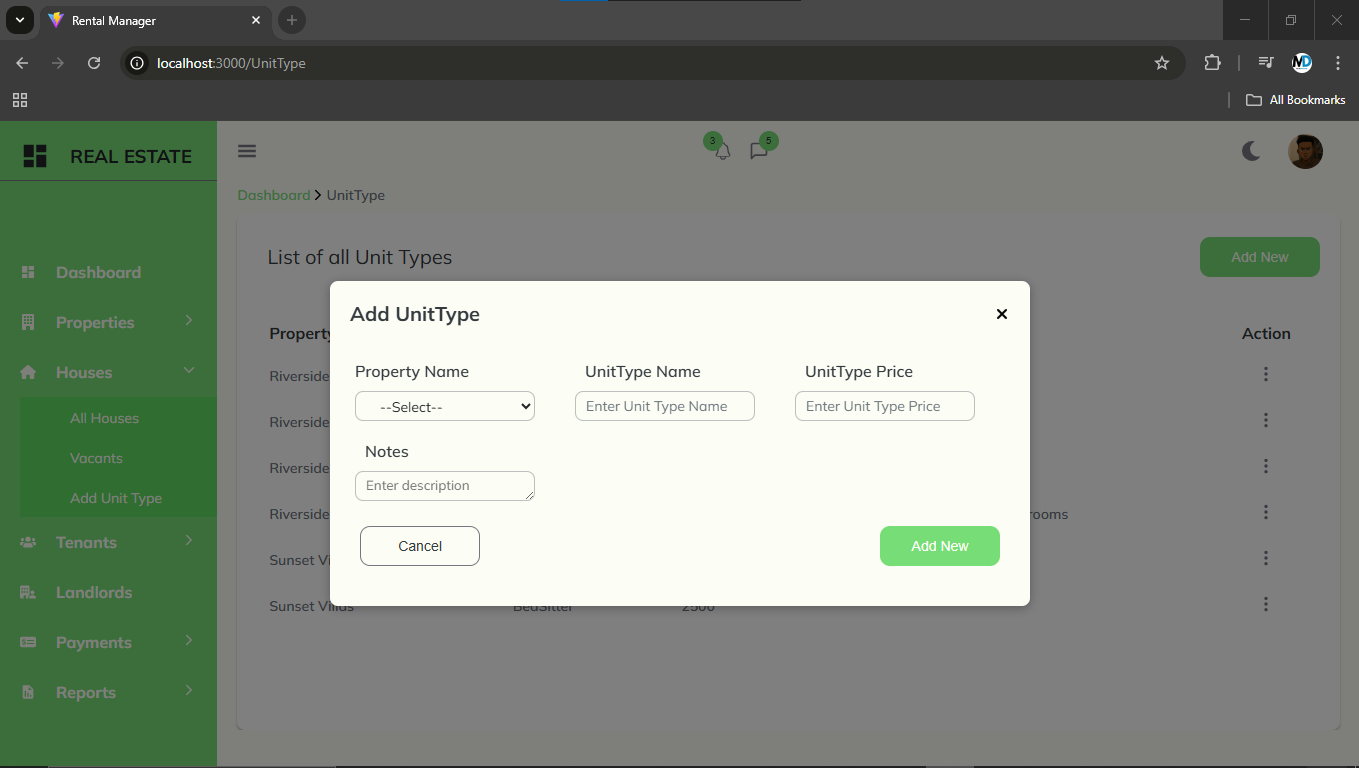 Rental Manager
localhost:3000/UnitType
MD
All Bookmarks
REAL ESTATE
3
5
Dashboard UnitType
List of all Unit Types
Add New
Dashboard
Properties
Houses
All Houses
Vacants
Add Unit Type
Tenants
Landlords
Payments
Reports
Property
Action
Riverside
Riverside
Riverside
Riverside rooms
Sunset Vi
Sunset Villas BedSitter 2500
Add UnitType
Property Name UnitType Name UnitType Price
--Select-- Enter Unit Type Name Enter Unit Type Price
Notes
Enter description
Cancel Add New